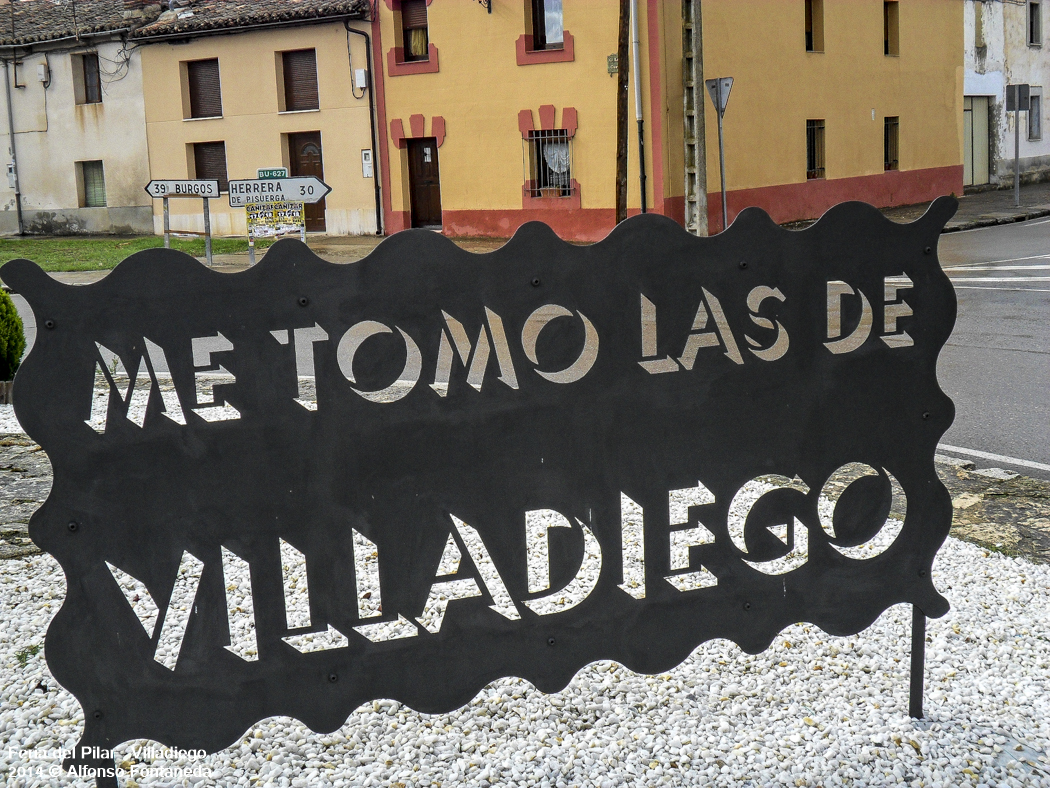 BU-627
39 BURGOS
HERRERA 30
DE PISUERGA
ME TOMO LAS DE
VILLADIEGO
Feria del Pilar - Villadiego
2014 © Alfonso Fontaneda